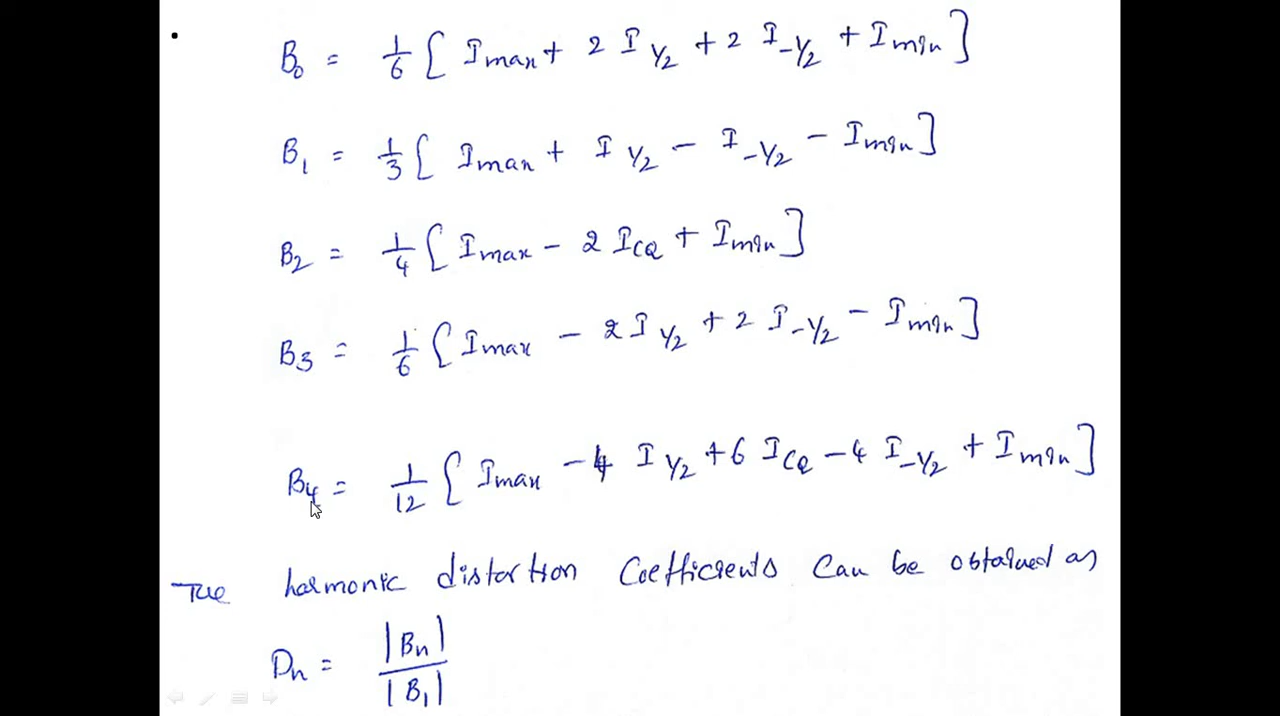 B₀ = 1/6 [ Imax + 2 I½ + 2 I-½ + Imin ]
B₁ = 1/3 [ Imax + I½ - I-½ - Imin ]
B₂ = 1/4 [ Imax - 2 ICQ + Imin ]
B₃ = 1/6 [ Imax - 2 I½ + 2 I-½ - Imin ]
B₄ = 1/12 [ Imax - 4 I½ + 6 ICQ - 4 I-½ + Imin ]
The harmonic distortion Coefficients Can be obtained as
Dn = |Bn| / |B₁|